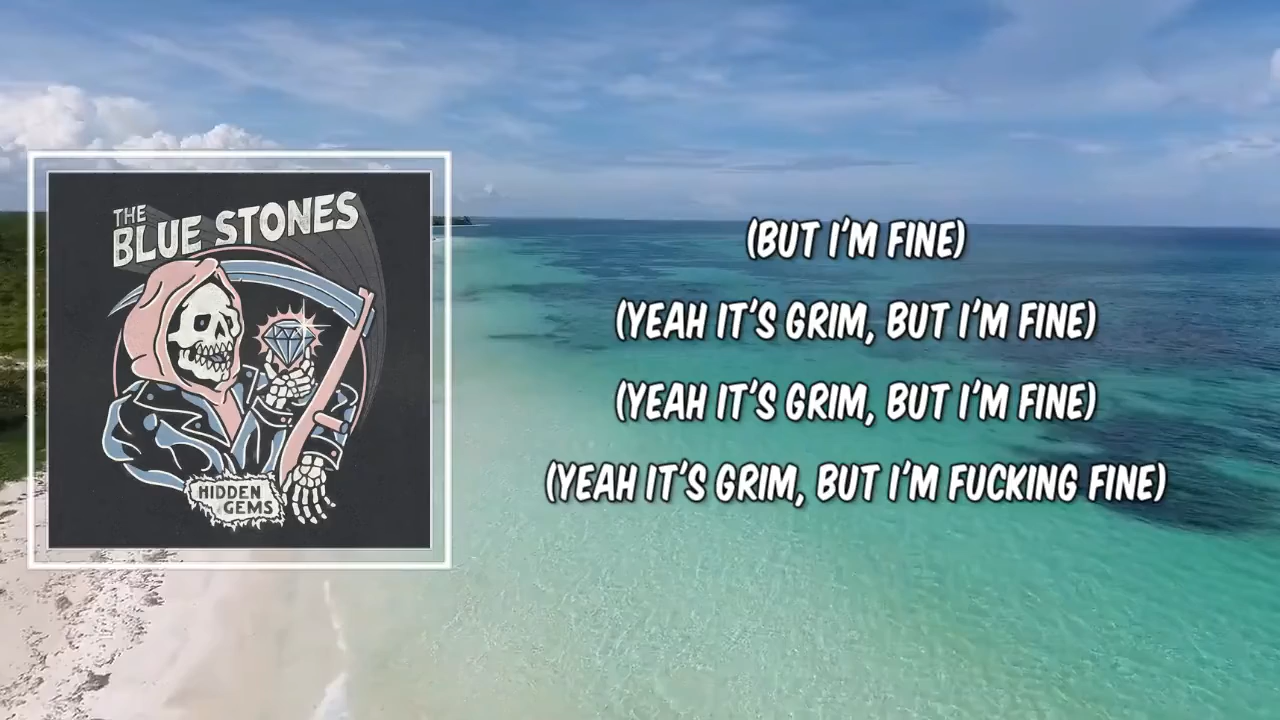 THE
BLUE STONES
HIDDEN
GEMS
(BUT I'M FINE)
(YEAH IT'S GRIM, BUT I'M FINE)
(YEAH IT'S GRIM, BUT I'M FINE)
(YEAH IT'S GRIM, BUT I'M FUCKING FINE)